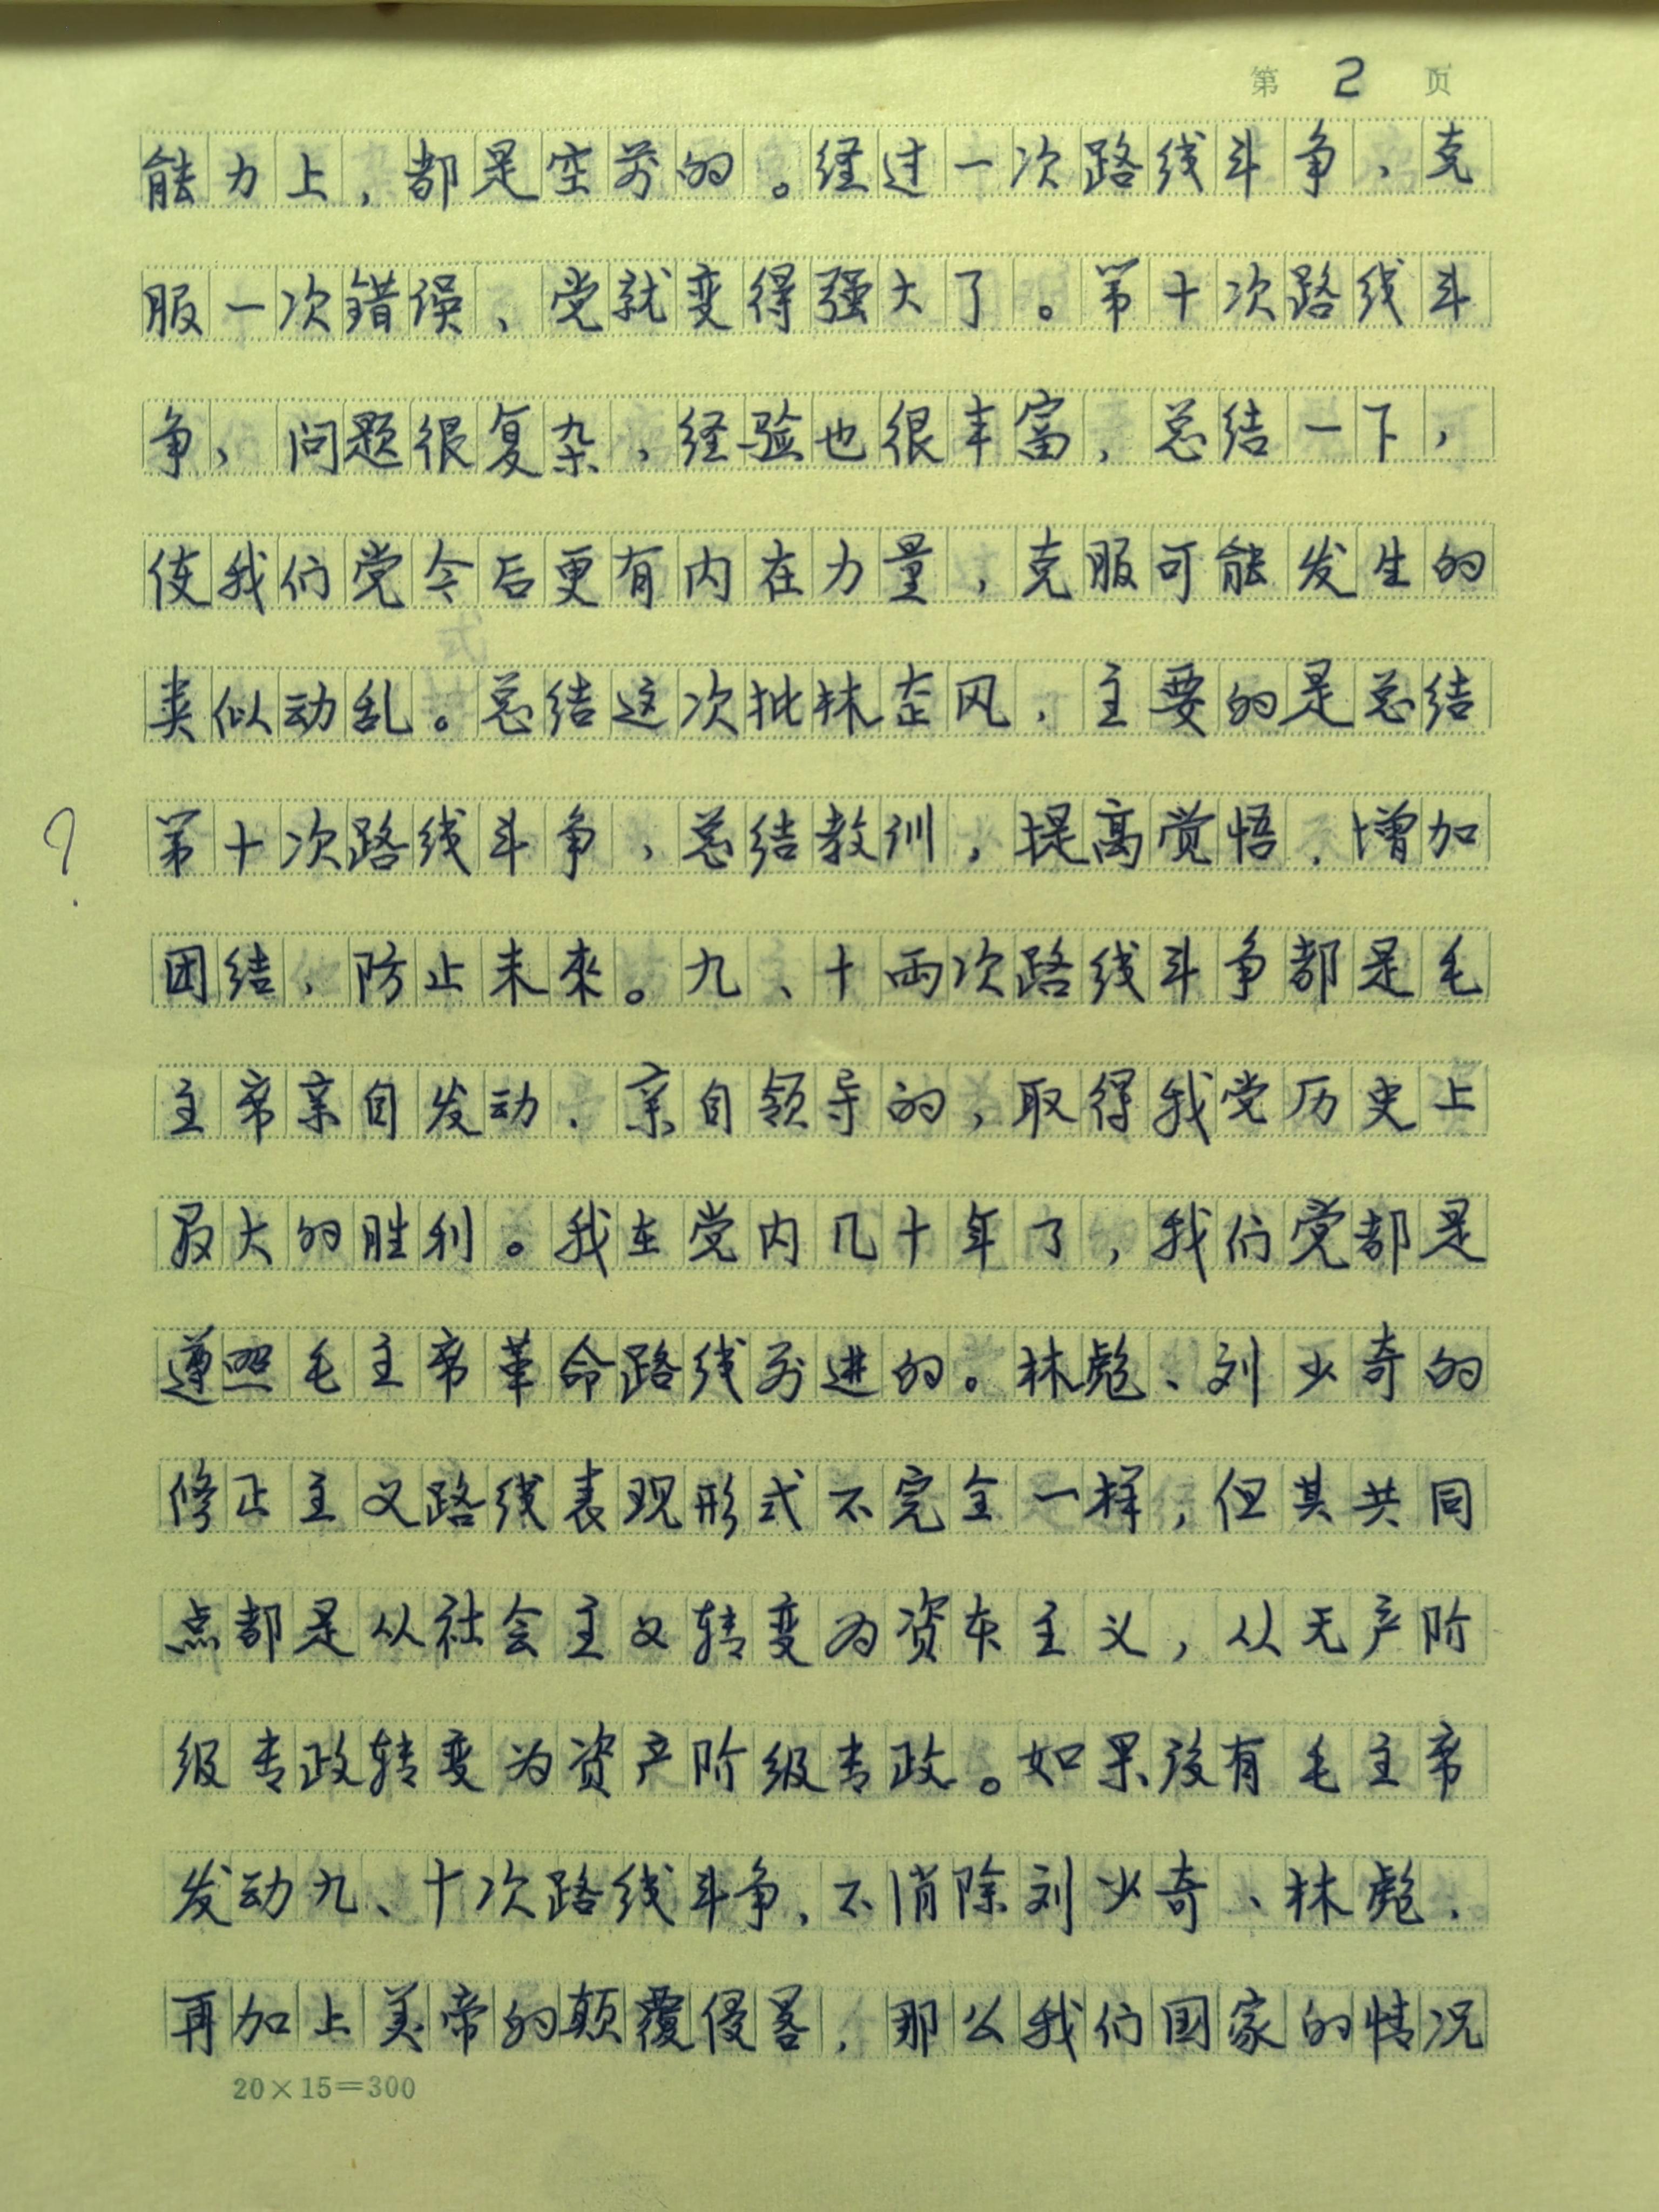 第 2 页
能力上，都是空前的。经过一次路线斗争，克
服一次错误、党就变得强大了。第十次路线斗
争，问题很复杂，经验也很丰富，总结一下，
使我们党今后更有内在力量，克服可能发生的
类似动乱。总结这次批林整风，主要的是总结
?
第十次路线斗争，总结教训，提高觉悟，增加
团结，防止未来。九、十两次路线斗争都是毛
主席亲自发动．亲自领导的，取得我党历史上
最大的胜利。我在党内几十年了，我们党都是
遵照毛主席革命路线前进的。林彪、刘少奇的
修正主义路线表现形式不完全一样，但其共同
点都是从社会主义转变为资本主义，从无产阶
级专政转变为资产阶级专政。如果没有毛主席
发动九、十次路线斗争，不消除刘少奇、林彪．
再加上美帝的颠覆侵畧，那么我们国家的情况
20×15=300